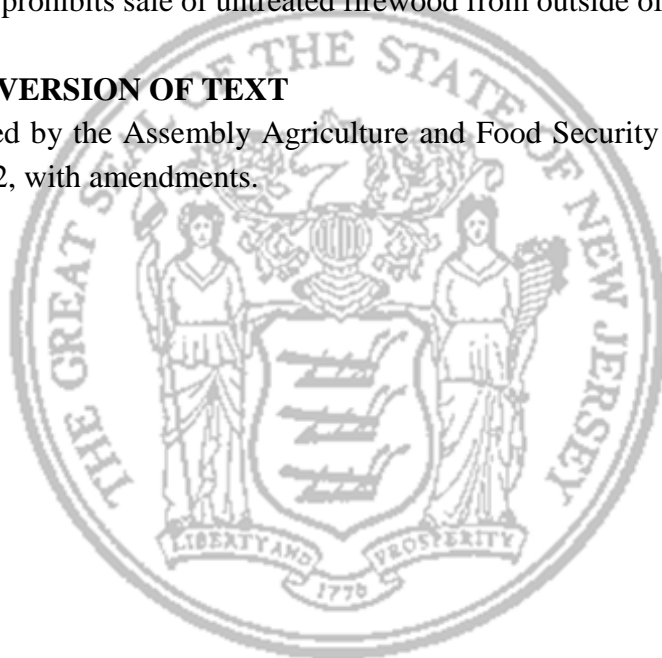 prohibits sale of untreated firewood from outside of
VERSION OF TEXT
ed by the Assembly Agriculture and Food Security
2, with amendments.
THE GREAT SEAL OF THE STATE OF NEW JERSEY
LIBERTY AND PROSPERITY
1776